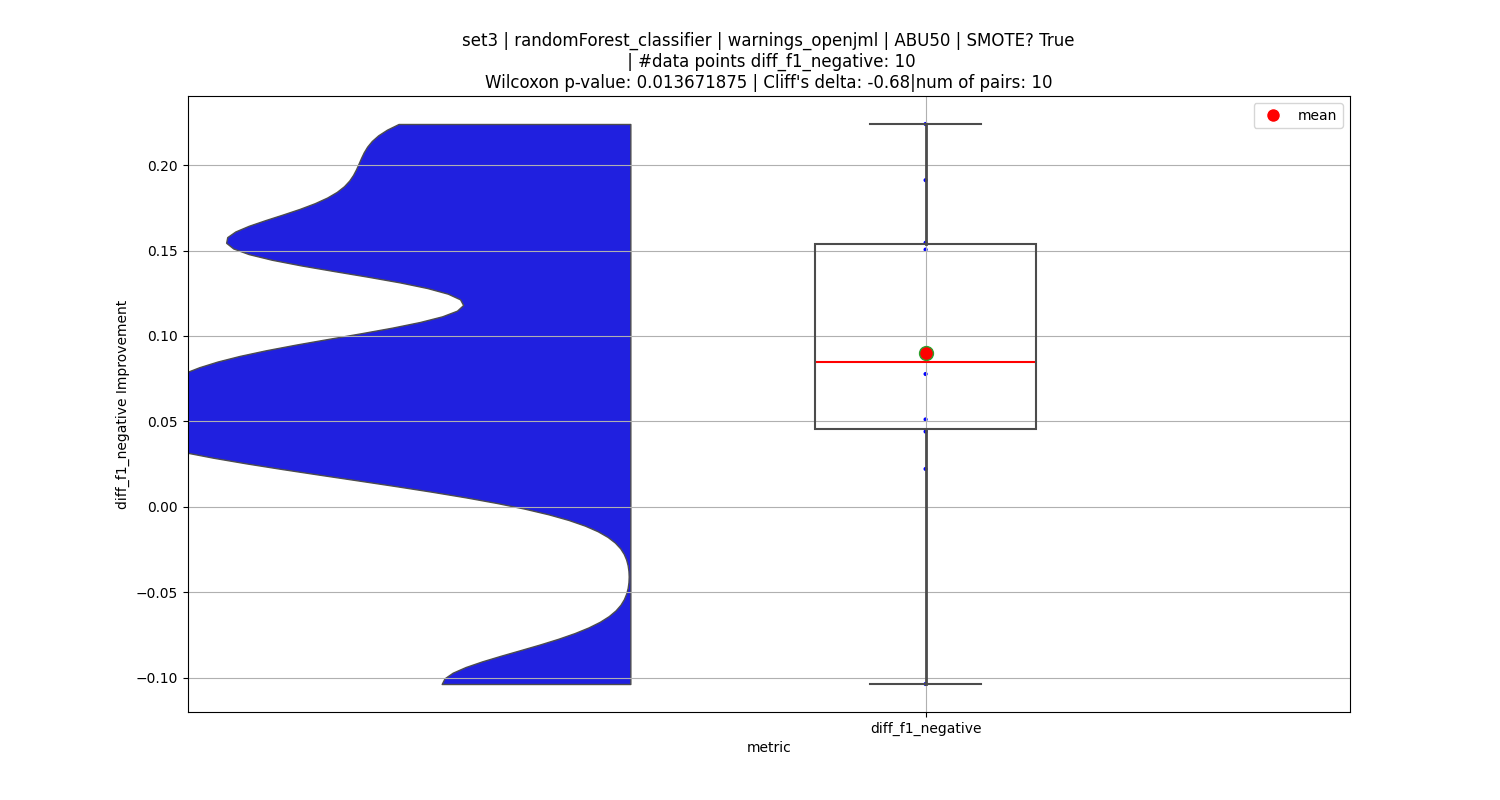 set3 | randomForest_classifier | warnings_openjml | ABU50 | SMOTE? True
| #data points diff_f1_negative: 10
Wilcoxon p-value: 0.013671875 | Cliff's delta: -0.68|num of pairs: 10
mean
0.20
0.15
0.10
0.05
0.00
−0.05
−0.10
diff_f1_negative Improvement
diff_f1_negative
metric